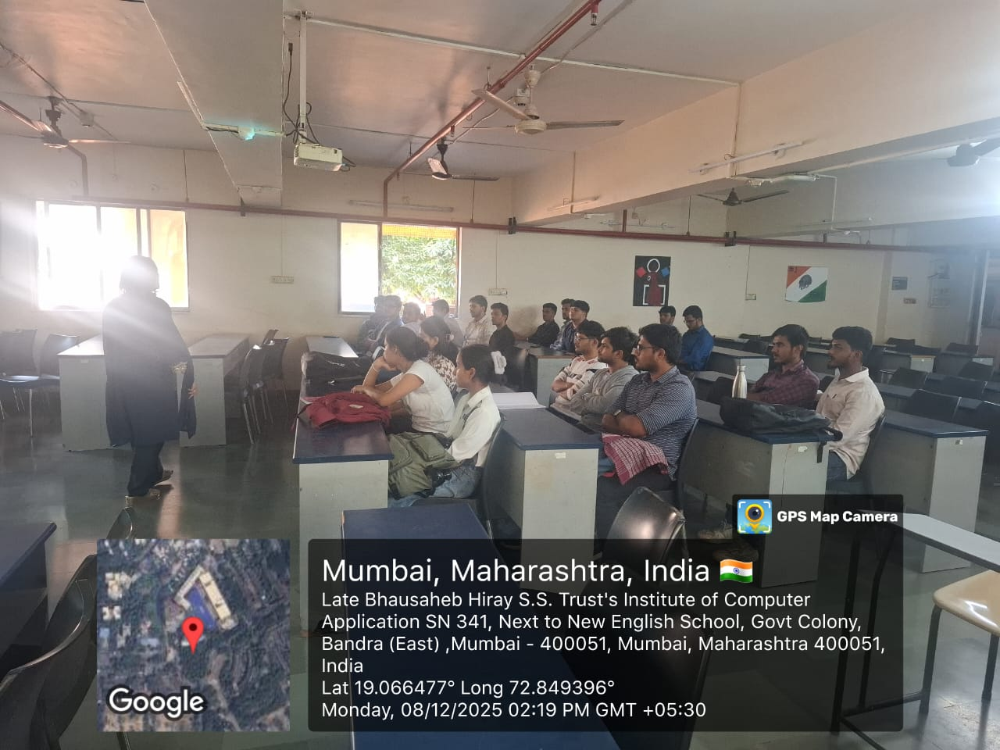 GPS Map Camera
Mumbai, Maharashtra, India 🇮🇳
Late Bhausaheb Hiray S.S. Trust's Institute of Computer
Application SN 341, Next to New English School, Govt Colony,
Bandra (East) ,Mumbai - 400051, Mumbai, Maharashtra 400051,
India
Lat 19.066477° Long 72.849396°
Monday, 08/12/2025 02:19 PM GMT +05:30
Google